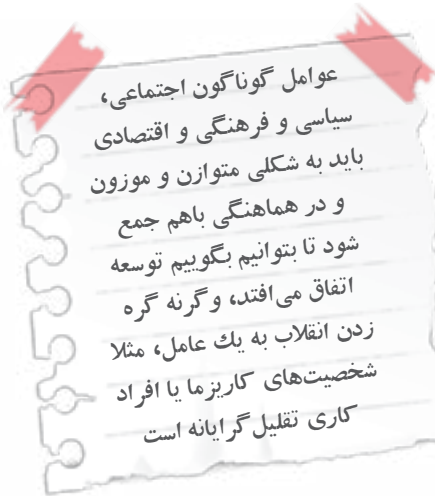 عوامل گوناگون اجتماعی،
سیاسی و فرهنگی و اقتصادی
باید به شکلی متوازن و موزون
و در هماهنگی باهم جمع
شود تا بتوانیم بگوییم توسعه
اتفاق می‌افتد، وگرنه گره
زدن انقلاب به یك عامل، مثلا
شخصیت‌های کاریزما یا افراد
کاری تقلیل‌گرایانه است